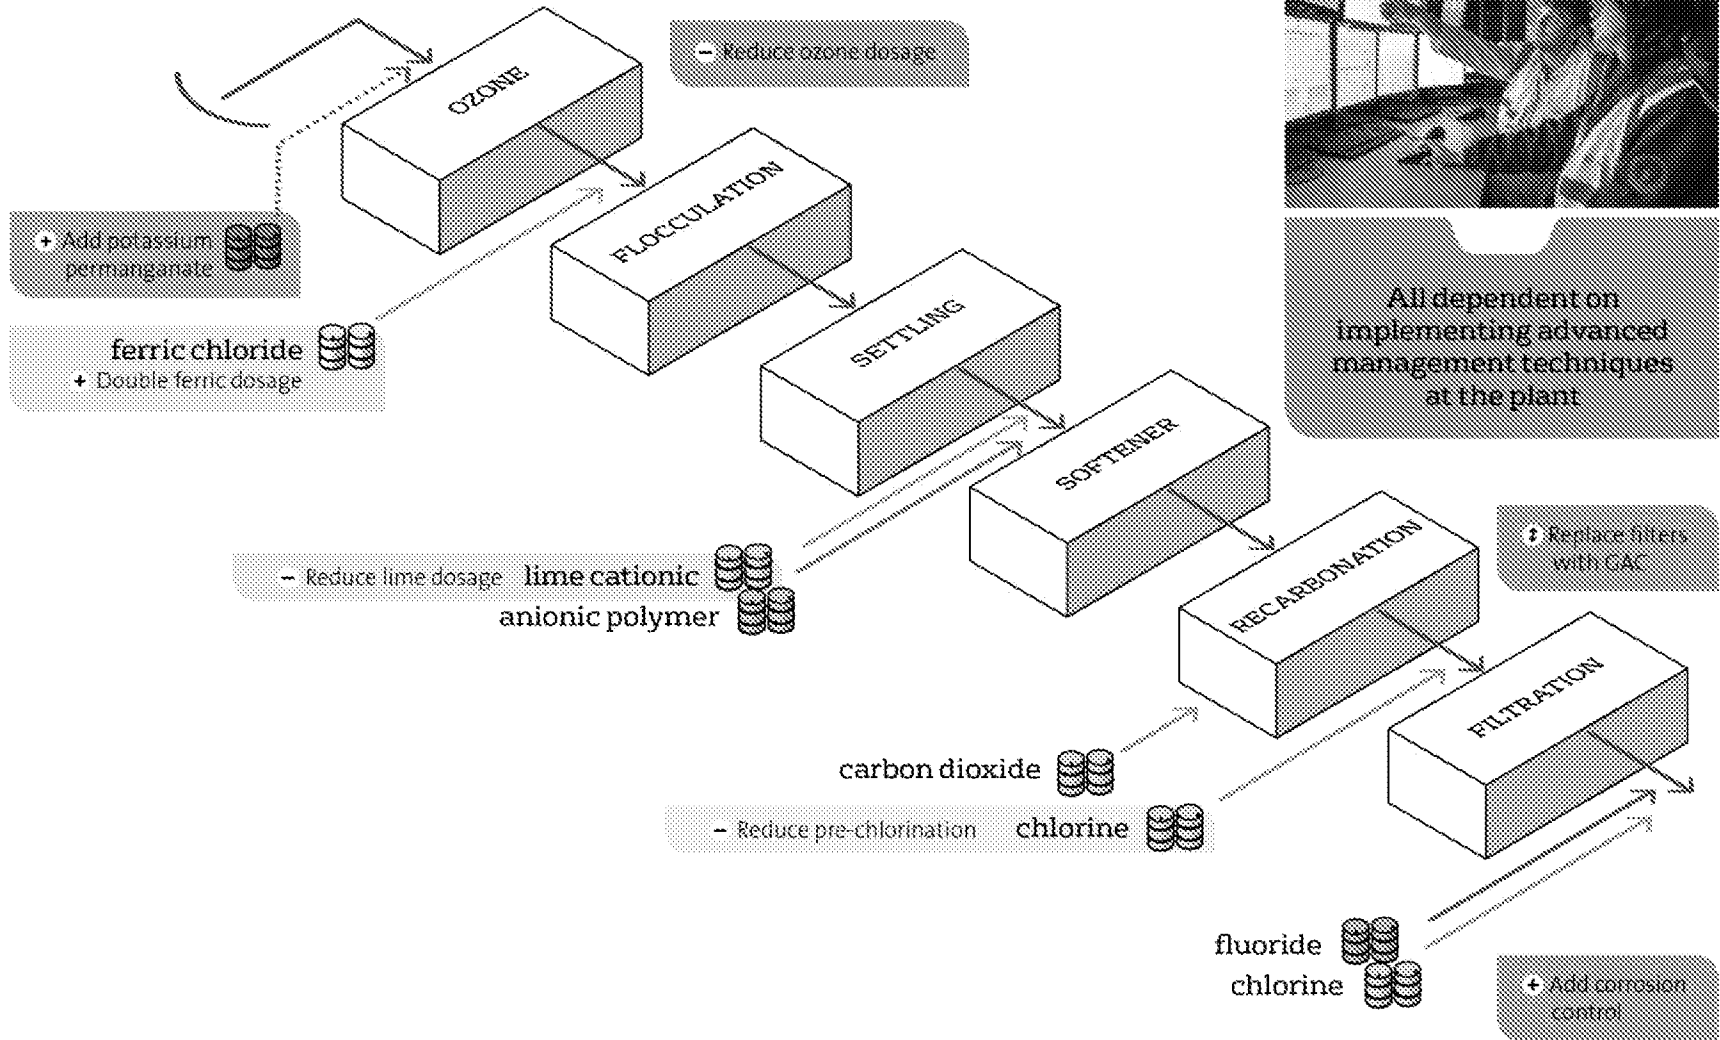 OZONE
− Reduce ozone dosage
FLOCCULATION
+ Add potassium
permanganate
SETTLING
All dependent on
implementing advanced
management techniques
at the plant
ferric chloride
+ Double ferric dosage
SOFTENER
RECARBONATION
↕ Replace filters
with GAC
− Reduce lime dosage lime cationic
anionic polymer
FILTRATION
carbon dioxide
− Reduce pre-chlorination chlorine
fluoride
chlorine
+ Add corrosion
control